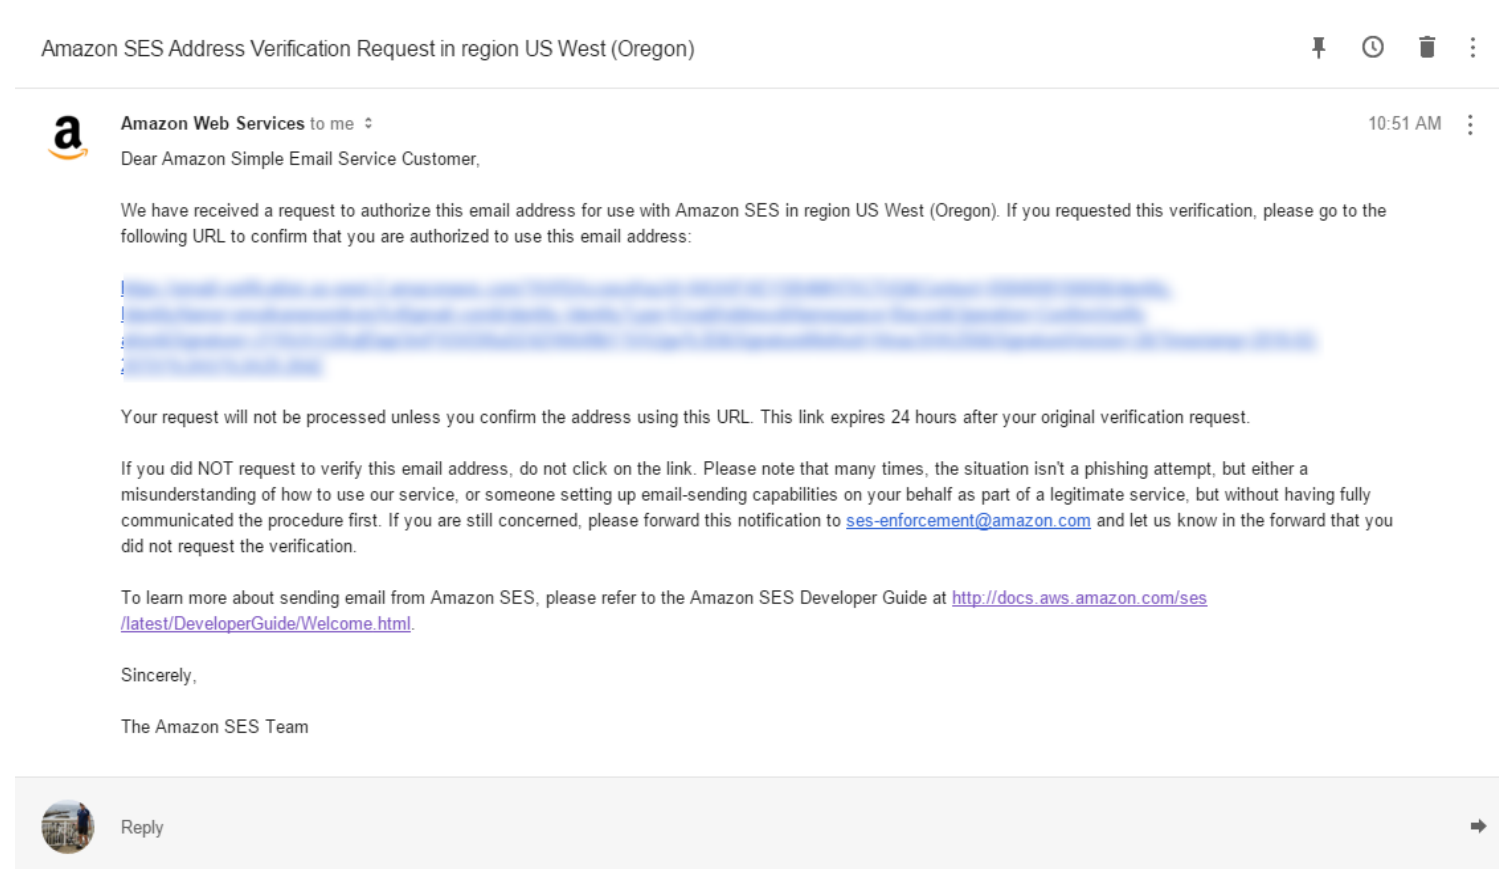 Amazon SES Address Verification Request in region US West (Oregon)
Amazon Web Services to me
10:51 AM
Dear Amazon Simple Email Service Customer,
We have received a request to authorize this email address for use with Amazon SES in region US West (Oregon). If you requested this verification, please go to the
following URL to confirm that you are authorized to use this email address:
Your request will not be processed unless you confirm the address using this URL. This link expires 24 hours after your original verification request.
If you did NOT request to verify this email address, do not click on the link. Please note that many times, the situation isn't a phishing attempt, but either a
misunderstanding of how to use our service, or someone setting up email-sending capabilities on your behalf as part of a legitimate service, but without having fully
communicated the procedure first. If you are still concerned, please forward this notification to ses-enforcement@amazon.com and let us know in the forward that you
did not request the verification.
To learn more about sending email from Amazon SES, please refer to the Amazon SES Developer Guide at http://docs.aws.amazon.com/ses
/latest/DeveloperGuide/Welcome.html.
Sincerely,
The Amazon SES Team
Reply